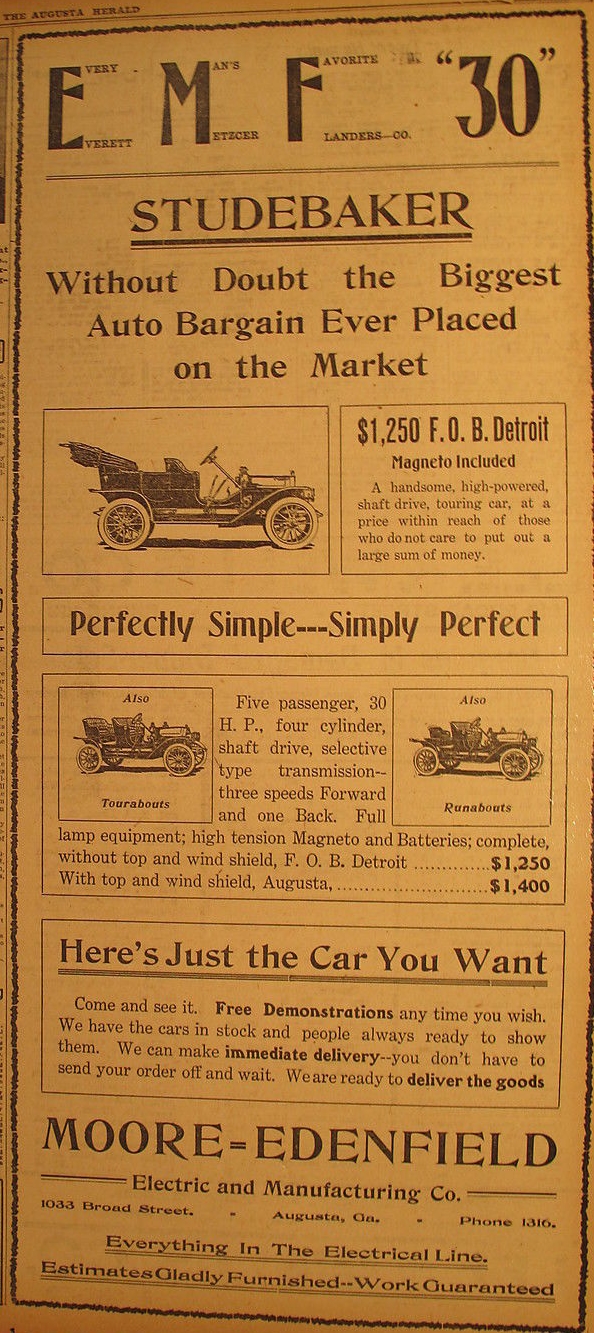 THE AUGUSTA HERALD
EVERY MAN'S FAVORITE "30"
EVERETT METZGER FLANDERS—CO.
STUDEBAKER
Without Doubt the Biggest
Auto Bargain Ever Placed
on the Market
$1,250 F. O. B. Detroit
Magneto Included
A handsome, high-powered,
shaft drive, touring car, at a
price within reach of those
who do not care to put out a
large sum of money.
Perfectly Simple---Simply Perfect
Also
Tourabouts
Five passenger, 30
H. P., four cylinder,
shaft drive, selective
type transmission--
three speeds Forward
and one Back. Full
Also
Runabouts
lamp equipment; high tension Magneto and Batteries; complete,
without top and wind shield, F. O. B. Detroit .............$1,250
With top and wind shield, Augusta, ..........................$1,400
Here's Just the Car You Want
Come and see it. Free Demonstrations any time you wish.
We have the cars in stock and people always ready to show
them. We can make immediate delivery--you don't have to
send your order off and wait. We are ready to deliver the goods
MOORE=EDENFIELD
Electric and Manufacturing Co.
1033 Broad Street. - Augusta, Ga. - Phone 1316.
Everything In The Electrical Line.
Estimates Gladly Furnished--Work Guaranteed